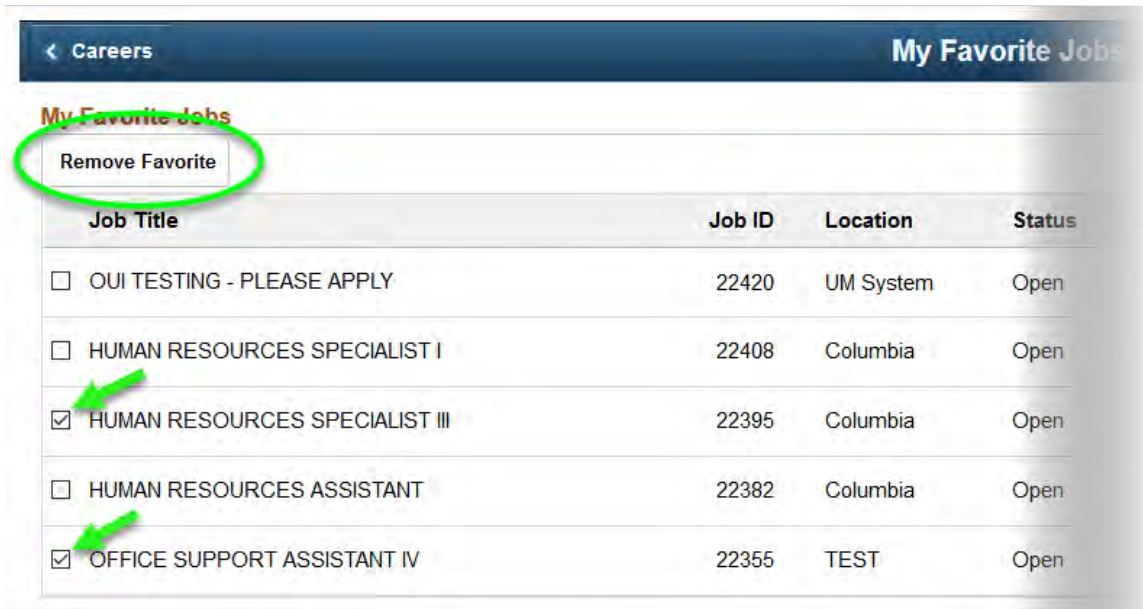 Careers My Favorite Jobs
My Favorite Jobs
Remove Favorite
Job Title Job ID Location Status
OUI TESTING - PLEASE APPLY 22420 UM System Open
HUMAN RESOURCES SPECIALIST I 22408 Columbia Open
HUMAN RESOURCES SPECIALIST III 22395 Columbia Open
HUMAN RESOURCES ASSISTANT 22382 Columbia Open
OFFICE SUPPORT ASSISTANT IV 22355 TEST Open